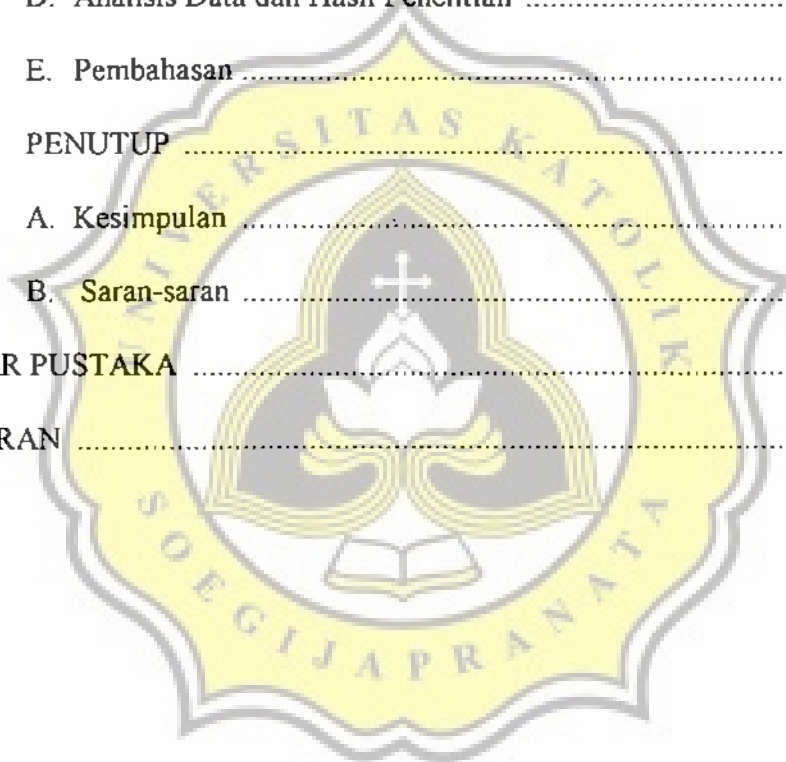 D. Analisis Data dan Hasil Penelitian ........................................
E. Pembahasan ........................................................................
PENUTUP ................................................................................
A. Kesimpulan ........................................................................
B. Saran-saran ........................................................................
R PUSTAKA ............................................................................
RAN ........................................................................................
UNIVERSITAS KATOLIK
SOEGIJAPRANATA